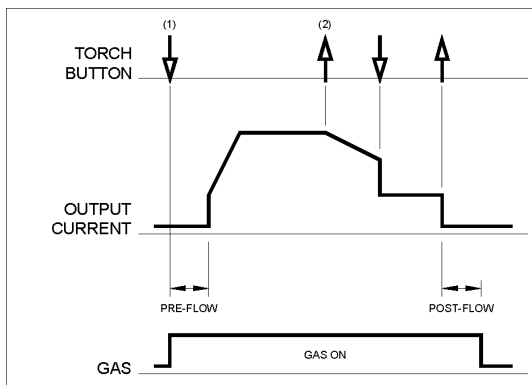 (1)
(2)
TORCH
BUTTON
OUTPUT
CURRENT
PRE-FLOW
POST-FLOW
GAS ON
GAS